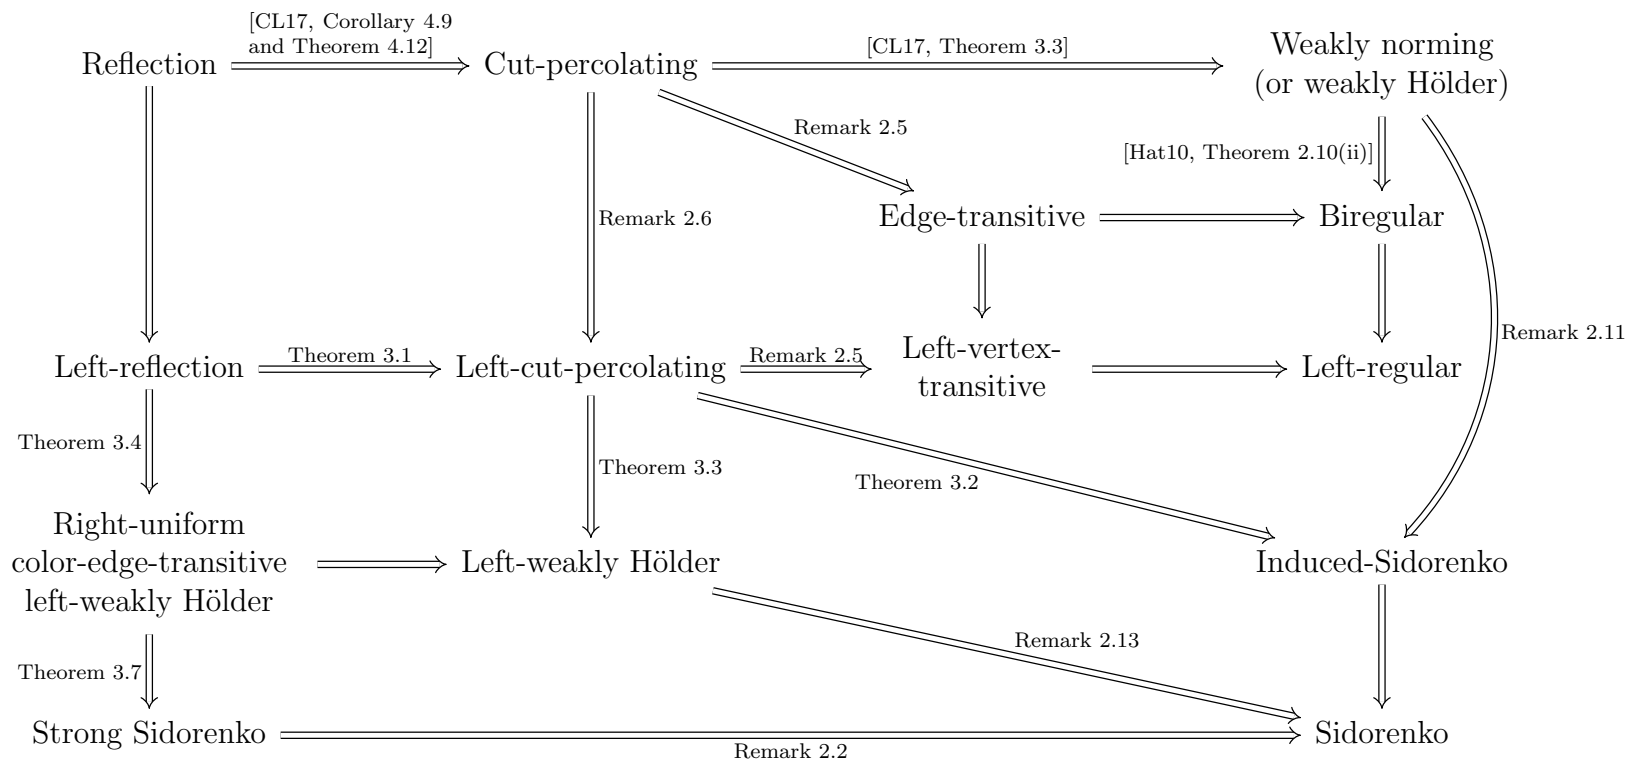 [CL17, Corollary 4.9
and Theorem 4.12]
[CL17, Theorem 3.3]
Reflection
Cut-percolating
Weakly norming
(or weakly Hölder)
Remark 2.5
[Hat10, Theorem 2.10(ii)]
Remark 2.6
Edge-transitive
Biregular
Remark 2.11
Left-reflection
Theorem 3.1
Left-cut-percolating
Remark 2.5
Left-vertex-
transitive
Left-regular
Theorem 3.4
Theorem 3.3
Theorem 3.2
Right-uniform
color-edge-transitive
left-weakly Hölder
Left-weakly Hölder
Induced-Sidorenko
Theorem 3.7
Remark 2.13
Strong Sidorenko
Remark 2.2
Sidorenko